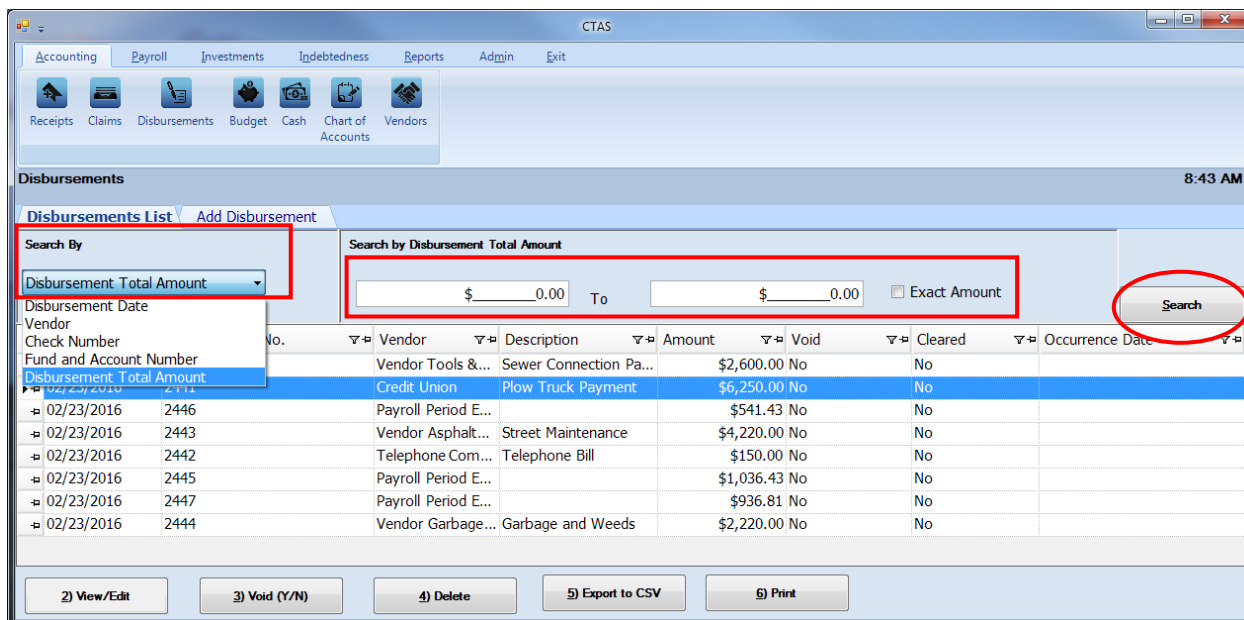 CTAS
Accounting Payroll Investments Indebtedness Reports Admin Exit
Receipts Claims Disbursements Budget Cash Chart of Accounts Vendors
Disbursements 8:43 AM
Disbursements List Add Disbursement
Search By Search by Disbursement Total Amount
Disbursement Total Amount $_______0.00 To $_______0.00 Exact Amount Search
Disbursement Date
Vendor
Check Number
Fund and Account Number
Disbursement Total Amount
No. Vendor Description Amount Void Cleared Occurrence Date
Vendor Tools &... Sewer Connection Pa... $2,600.00 No No
02/23/2016 2441 Credit Union Plow Truck Payment $6,250.00 No No
02/23/2016 2446 Payroll Period E... $541.43 No No
02/23/2016 2443 Vendor Asphalt... Street Maintenance $4,220.00 No No
02/23/2016 2442 Telephone Com... Telephone Bill $150.00 No No
02/23/2016 2445 Payroll Period E... $1,036.43 No No
02/23/2016 2447 Payroll Period E... $936.81 No No
02/23/2016 2444 Vendor Garbage... Garbage and Weeds $2,220.00 No No
2) View/Edit 3) Void (Y/N) 4) Delete 5) Export to CSV 6) Print